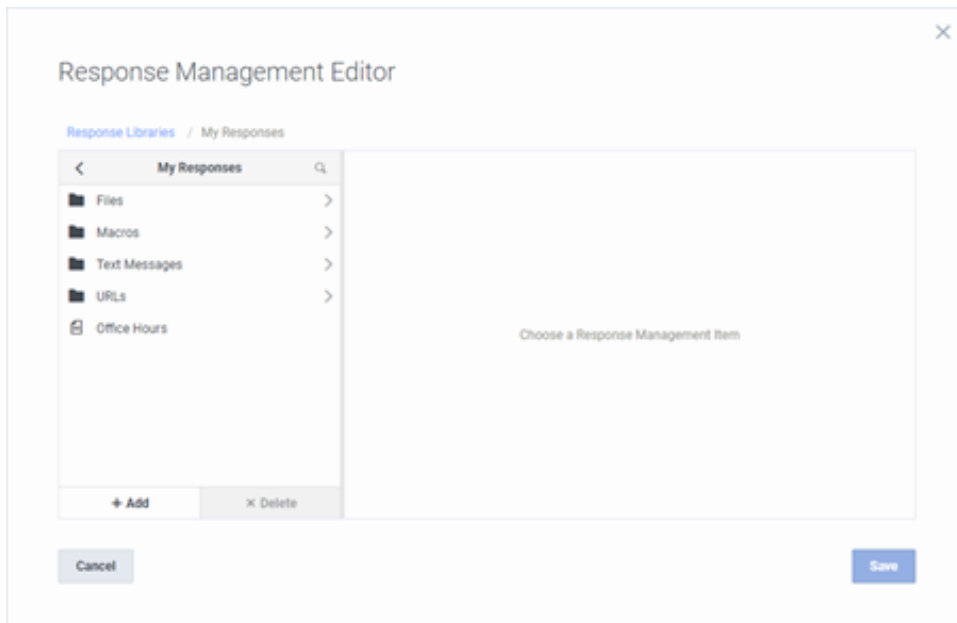 Response Management Editor
Response Libraries / My Responses
My Responses
Files
Macros
Text Messages
URLs
Office Hours
Choose a Response Management Item
+ Add
× Delete
Cancel
Save